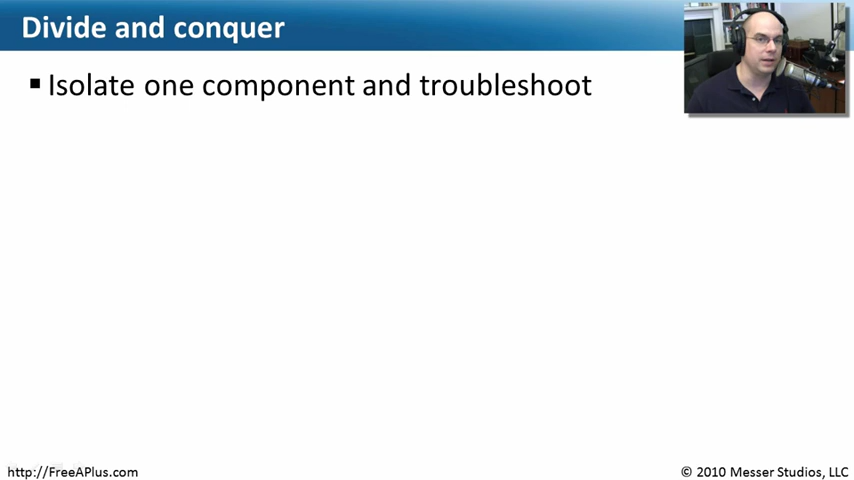 Divide and conquer
▪ Isolate one component and troubleshoot
http://FreeAPlus.com
© 2010 Messer Studios, LLC